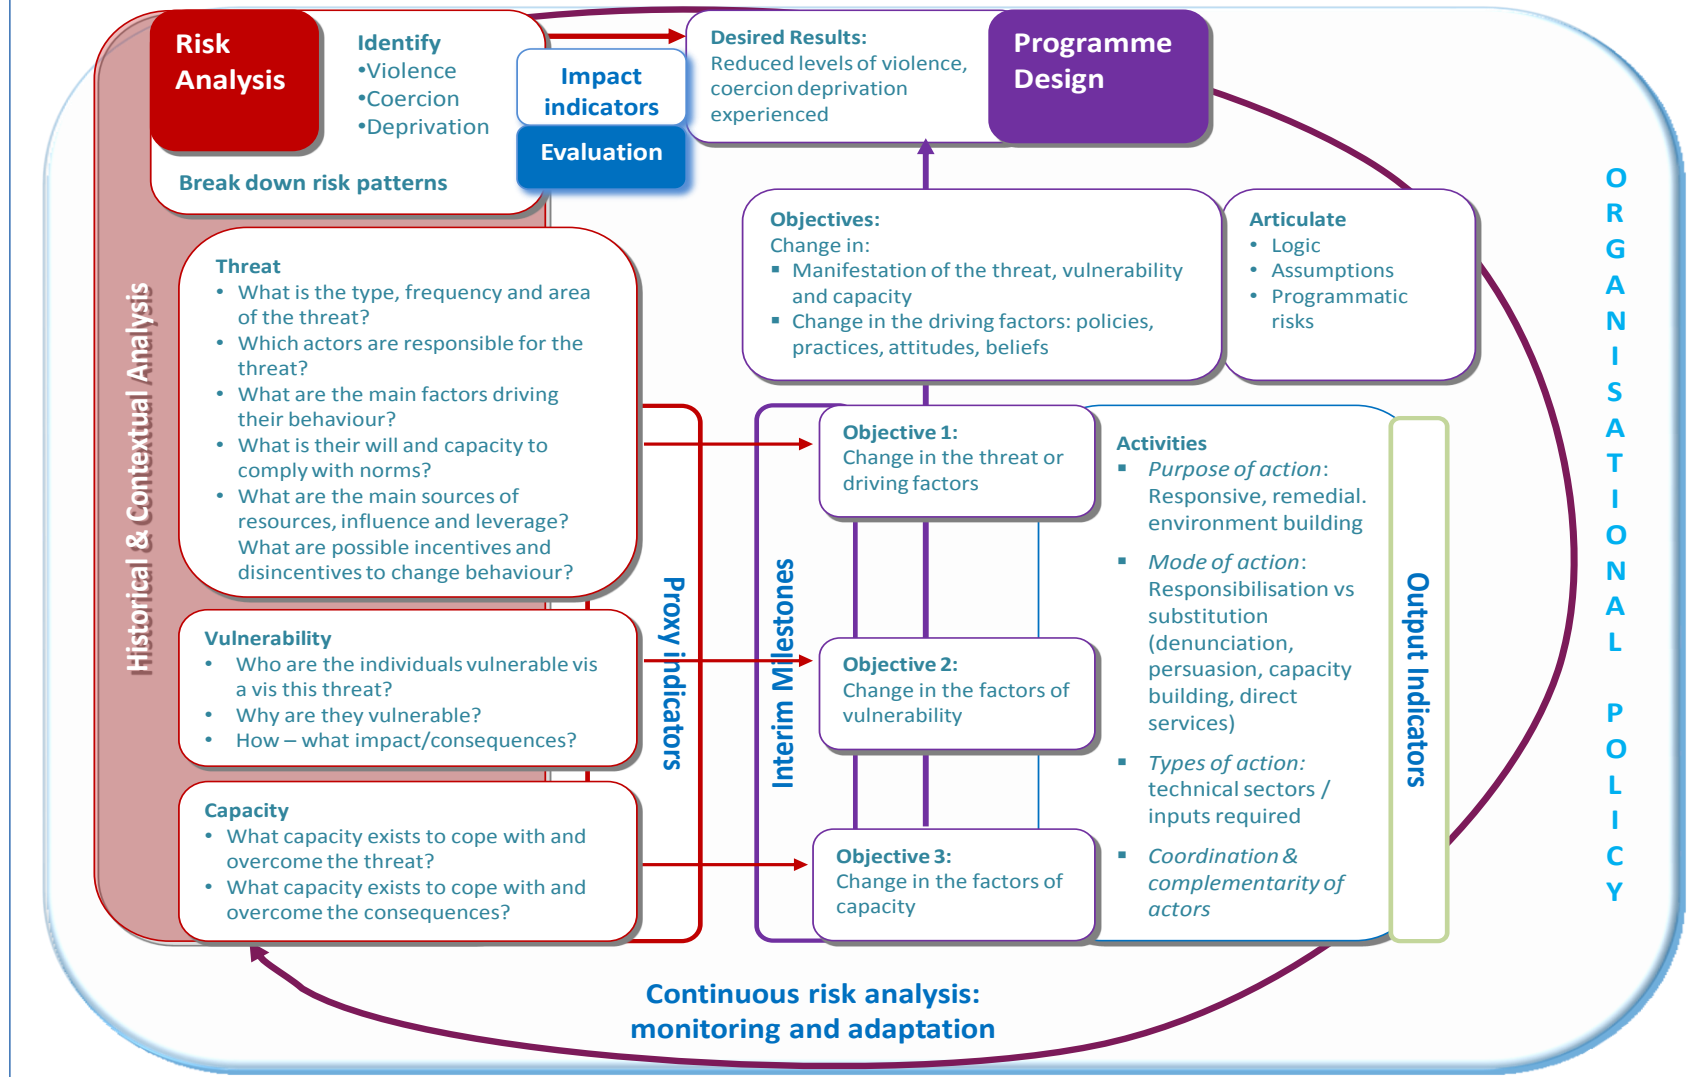 Risk
Analysis
Identify
•Violence
•Coercion
•Deprivation
Break down risk patterns
Impact
indicators
Evaluation
Desired Results:
Reduced levels of violence,
coercion deprivation
experienced
Programme
Design
Historical & Contextual Analysis
Threat
• What is the type, frequency and area
of the threat?
• Which actors are responsible for the
threat?
• What are the main factors driving
their behaviour?
• What is their will and capacity to
comply with norms?
• What are the main sources of
resources, influence and leverage?
What are possible incentives and
disincentives to change behaviour?
Vulnerability
• Who are the individuals vulnerable vis
a vis this threat?
• Why are they vulnerable?
• How – what impact/consequences?
Capacity
• What capacity exists to cope with and
overcome the threat?
• What capacity exists to cope with and
overcome the consequences?
Proxy indicators
Interim Milestones
Objectives:
Change in:
▪ Manifestation of the threat, vulnerability
and capacity
▪ Change in the driving factors: policies,
practices, attitudes, beliefs
Articulate
• Logic
• Assumptions
• Programmatic
risks
Objective 1:
Change in the threat or
driving factors
Objective 2:
Change in the factors of
vulnerability
Objective 3:
Change in the factors of
capacity
Activities
▪ Purpose of action:
Responsive, remedial.
environment building
▪ Mode of action:
Responsibilisation vs
substitution
(denunciation,
persuasion, capacity
building, direct
services)
▪ Types of action:
technical sectors /
inputs required
▪ Coordination &
complementarity of
actors
Output Indicators
ORGANISATIONAL POLICY
Continuous risk analysis:
monitoring and adaptation